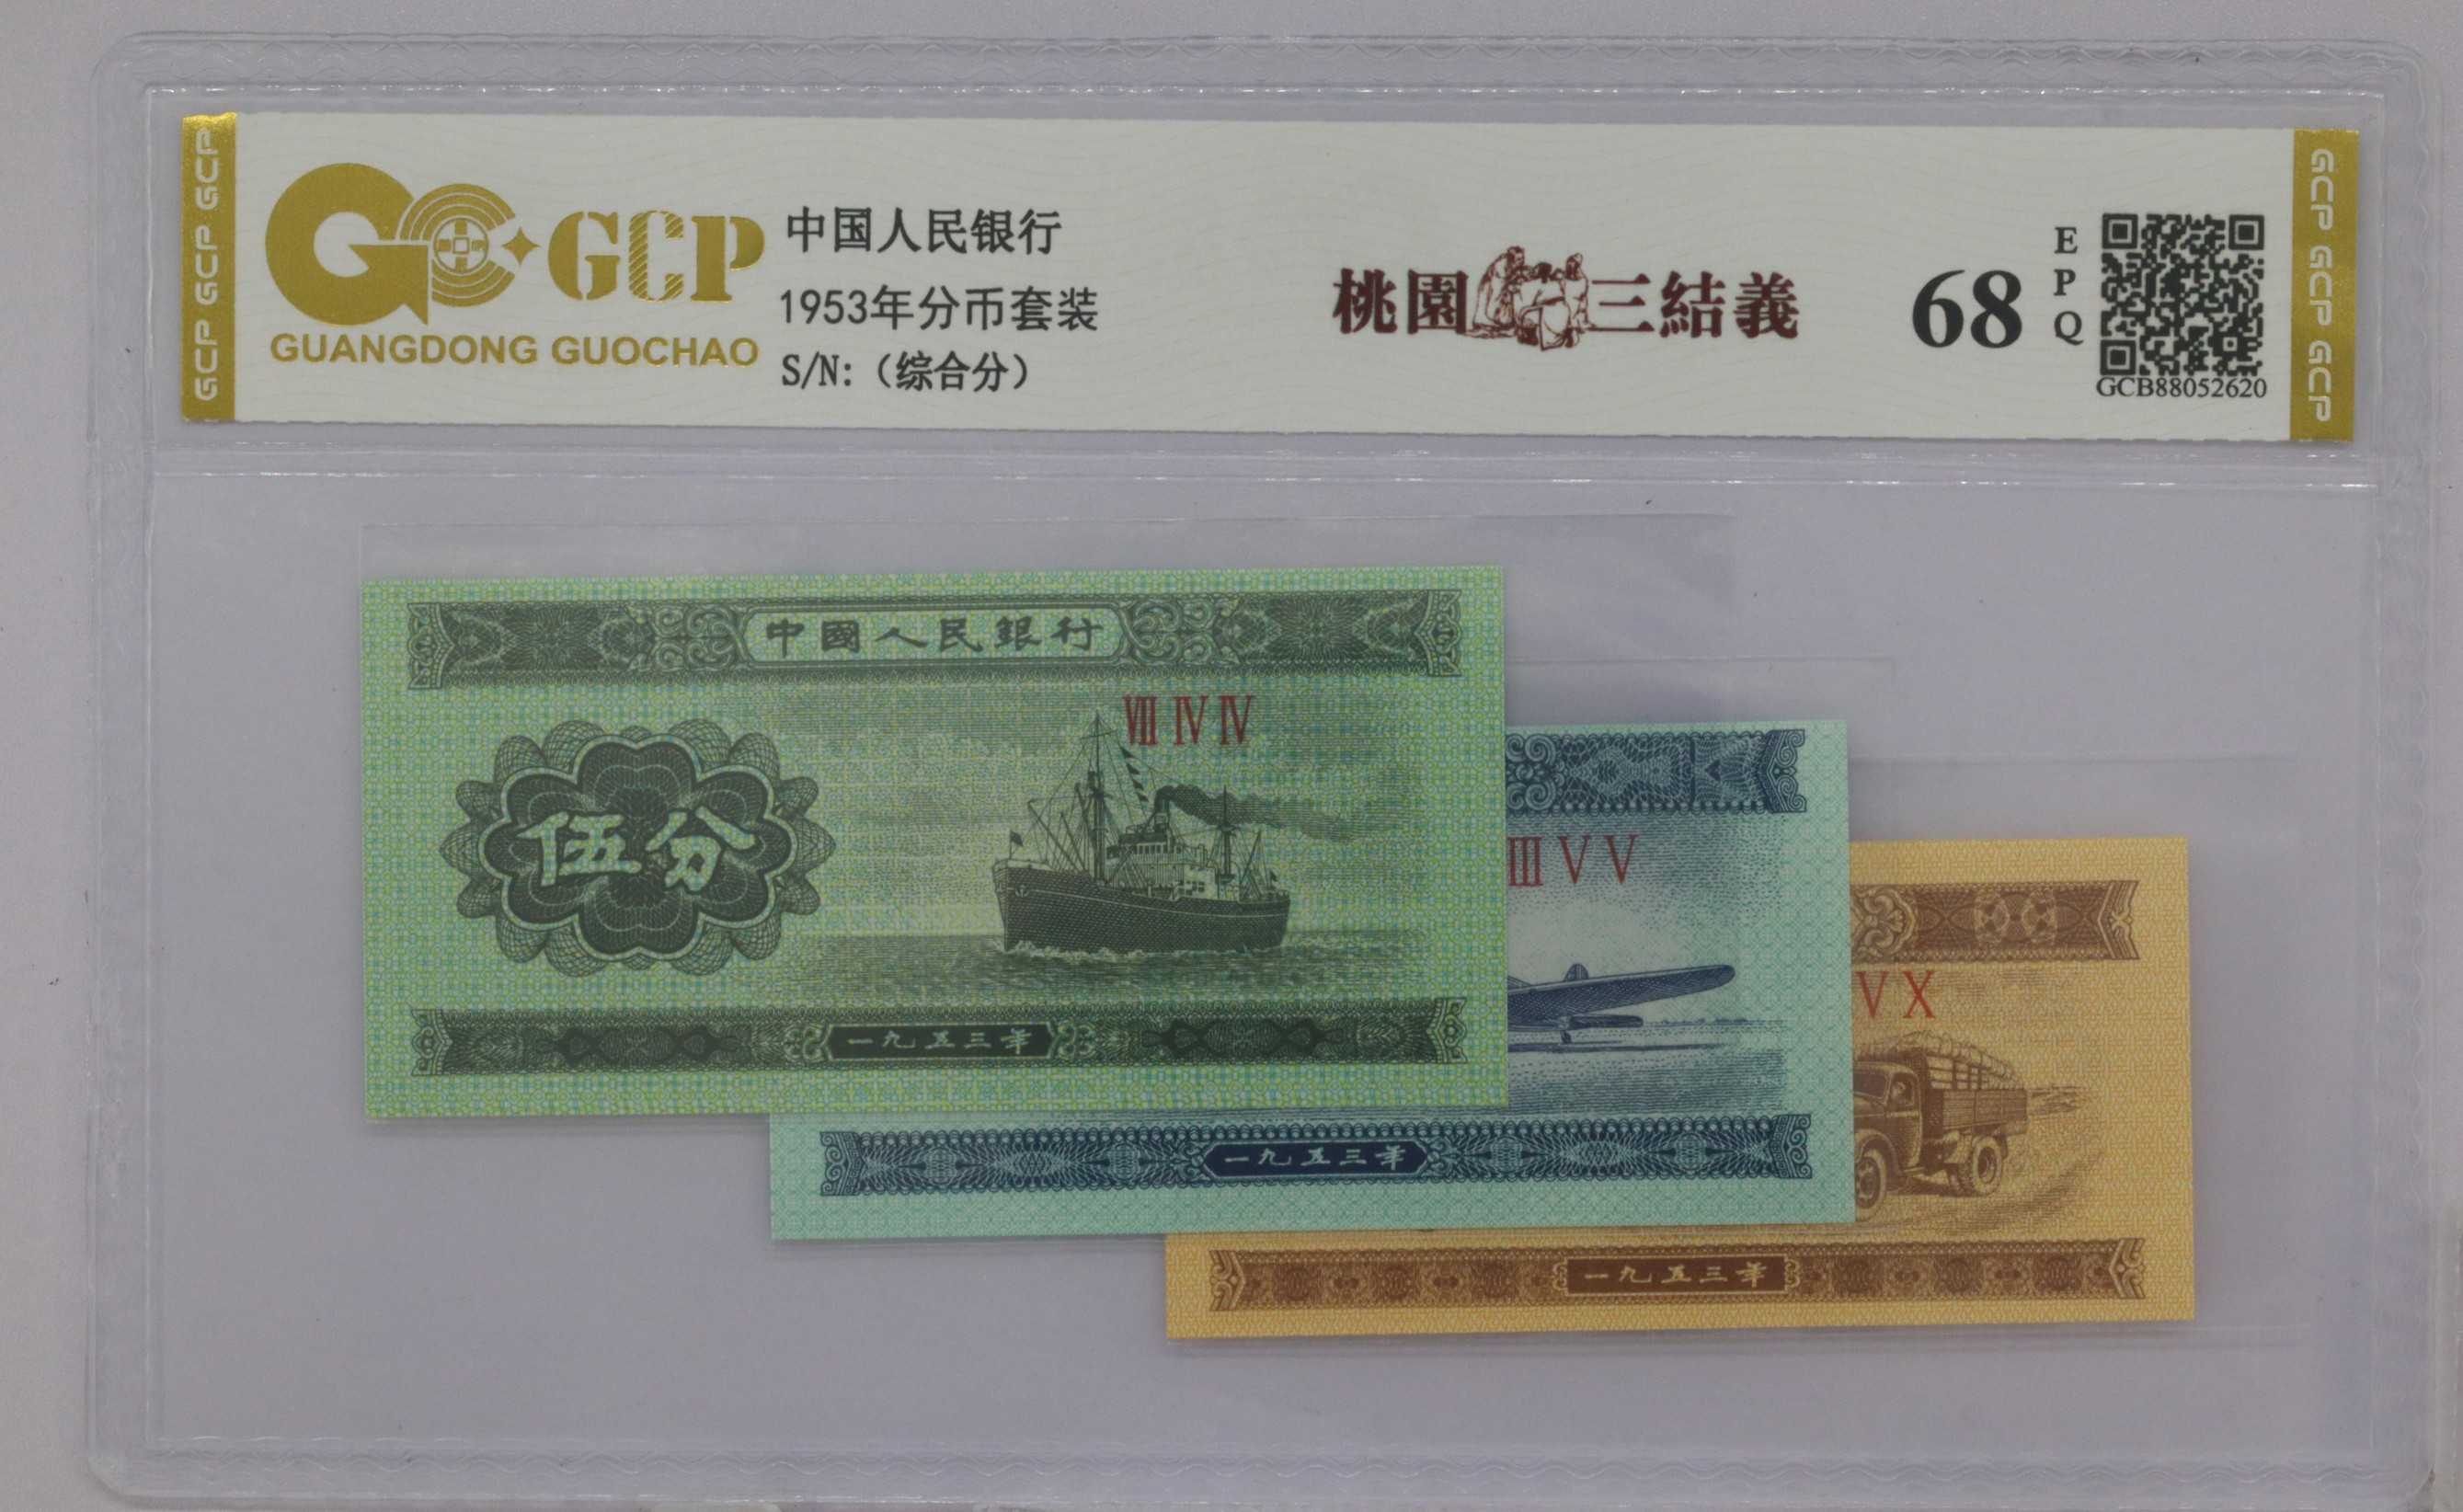 GCP GCP GCP
GCP
GUANGDONG GUOCHAO
中国人民银行
1953年分币套装
S/N:（综合分）
桃園三結義
68
EPQ
GCB88052620
GCP GCP GCP
中國人民銀行
VII IV IV
伍分
一九五三年
III V V
一九五三年
V X
一九五三年